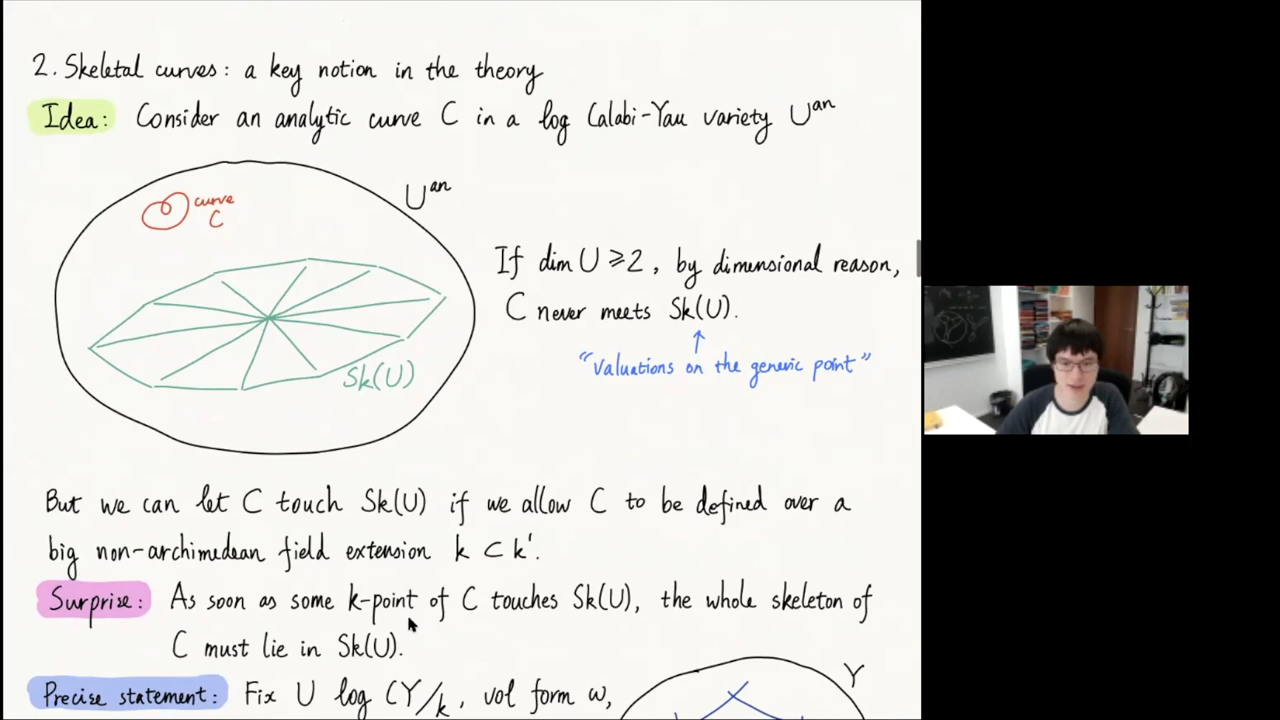 2. Skeletal curves: a key notion in the theory
Idea: Consider an analytic curve C in a log Calabi-Yau variety U^an
curve
C
U^an
Sk(U)
If dim U ⩾ 2, by dimensional reason,
C never meets Sk(U).
↑
"Valuations on the generic point"
But we can let C touch Sk(U) if we allow C to be defined over a
big non-archimedean field extension k ⊂ k'.
Surprise: As soon as some k-point of C touches Sk(U), the whole skeleton of
C must lie in Sk(U).
Precise statement: Fix U log CY/k, vol form ω,
Y